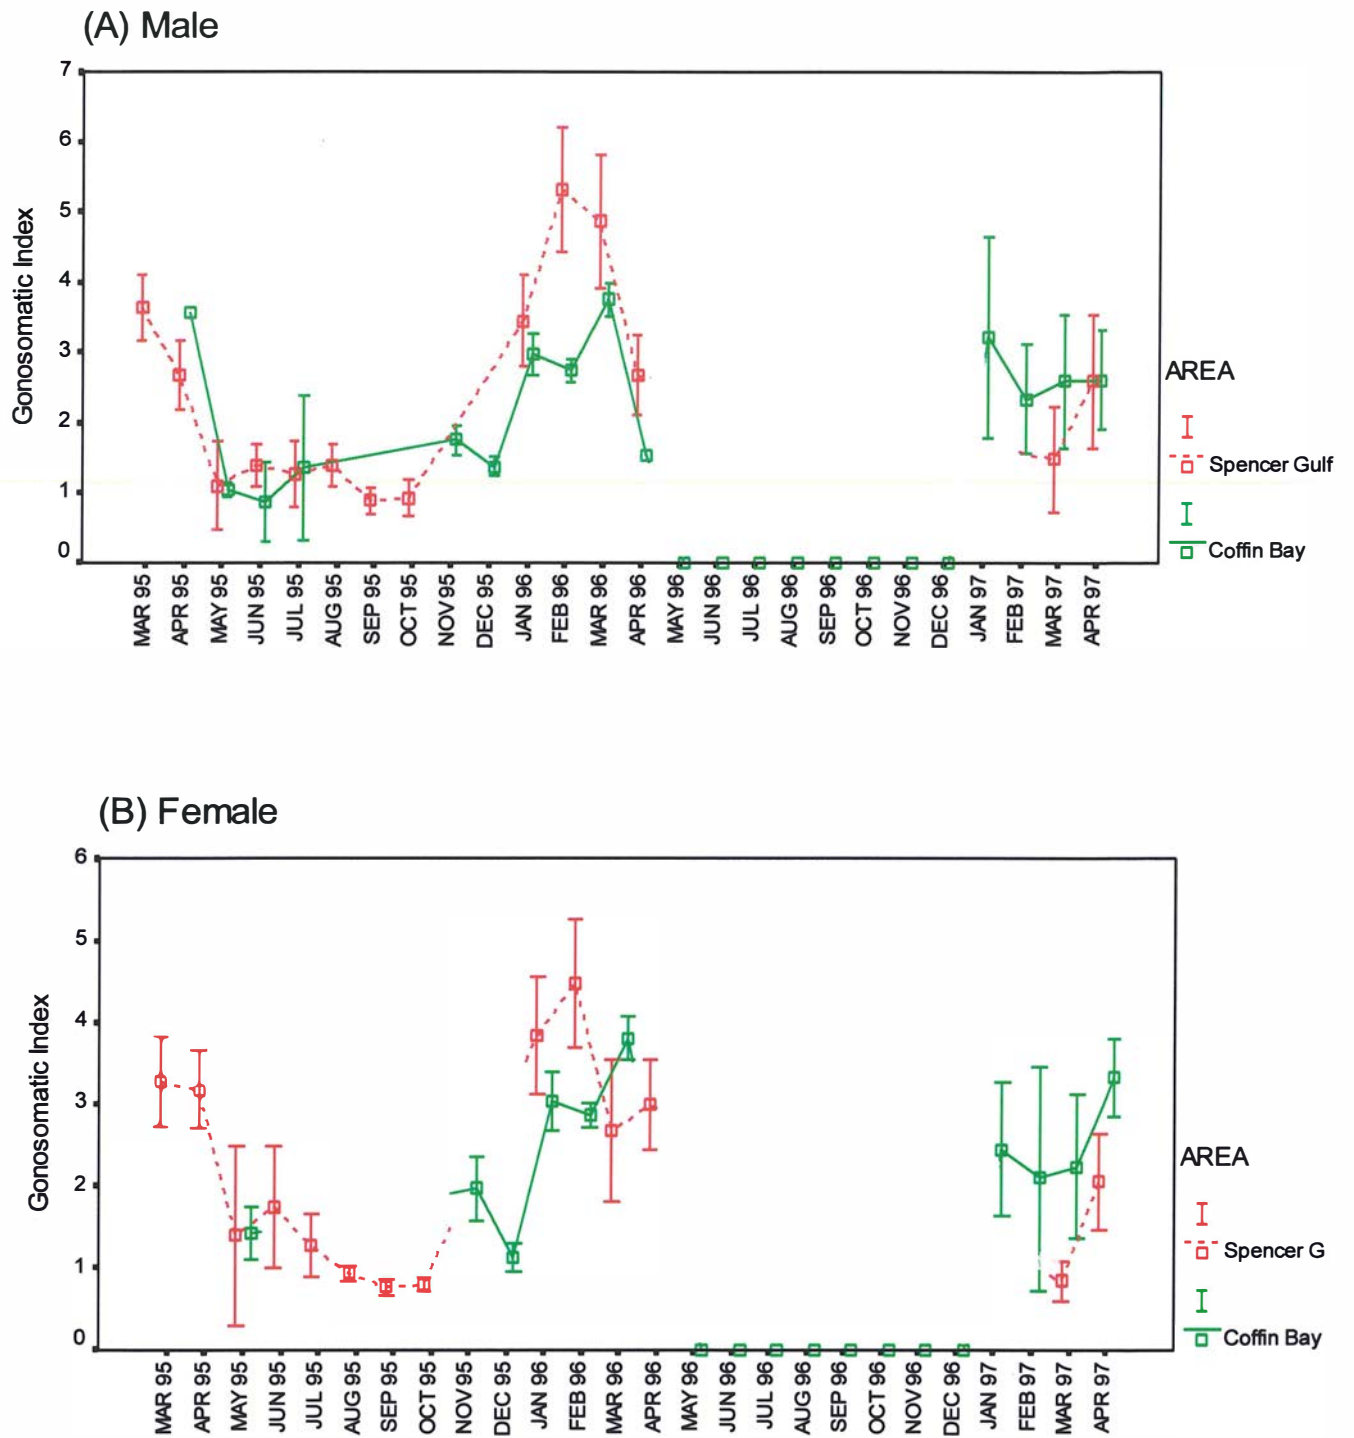 (A) Male
7
6
5
4
3
2
1
0
Gonosomatic Index
MAR 95
APR 95
MAY 95
JUN 95
JUL 95
AUG 95
SEP 95
OCT 95
NOV 95
DEC 95
JAN 96
FEB 96
MAR 96
APR 96
MAY 96
JUN 96
JUL 96
AUG 96
SEP 96
OCT 96
NOV 96
DEC 96
JAN 97
FEB 97
MAR 97
APR 97
AREA
Spencer Gulf
Coffin Bay
(B) Female
6
5
4
3
2
1
0
Gonosomatic Index
MAR 95
APR 95
MAY 95
JUN 95
JUL 95
AUG 95
SEP 95
OCT 95
NOV 95
DEC 95
JAN 96
FEB 96
MAR 96
APR 96
MAY 96
JUN 96
JUL 96
AUG 96
SEP 96
OCT 96
NOV 96
DEC 96
JAN 97
FEB 97
MAR 97
APR 97
AREA
Spencer G
Coffin Bay